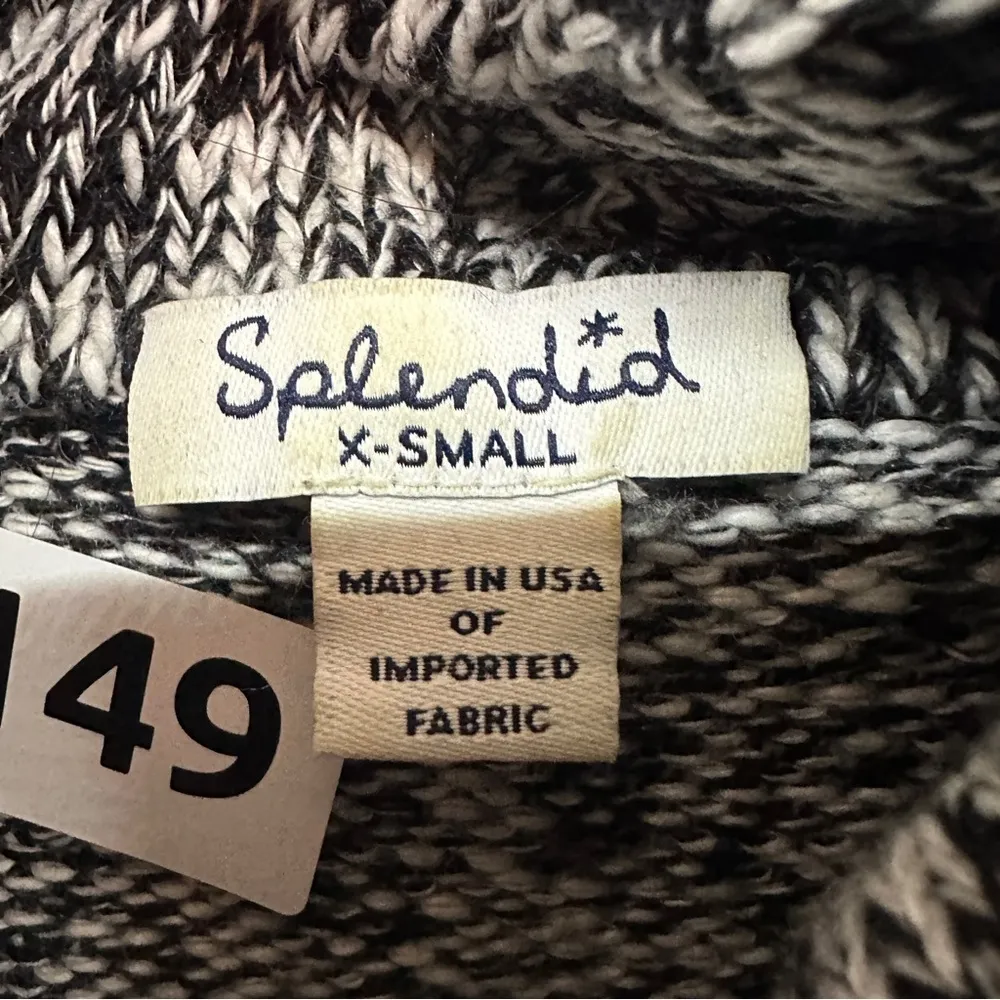 Splendid
X-SMALL
MADE IN USA
OF
IMPORTED
FABRIC
49